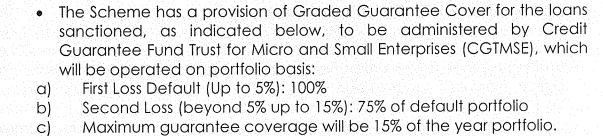 • The Scheme has a provision of Graded Guarantee Cover for the loans
sanctioned, as indicated below, to be administered by Credit
Guarantee Fund Trust for Micro and Small Enterprises (CGTMSE), which
will be operated on portfolio basis:
a) First Loss Default (Up to 5%): 100%
b) Second Loss (beyond 5% up to 15%): 75% of default portfolio
c) Maximum guarantee coverage will be 15% of the year portfolio.